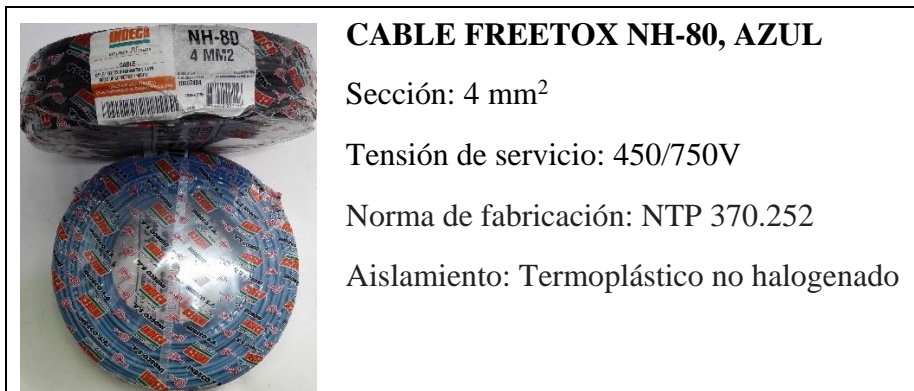 INDECO
NH-80
4 MM2
CABLE
CABLE FREETOX NH-80, AZUL
Sección: 4 mm²
Tensión de servicio: 450/750V
Norma de fabricación: NTP 370.252
Aislamiento: Termoplástico no halogenado
INDECO S.A.